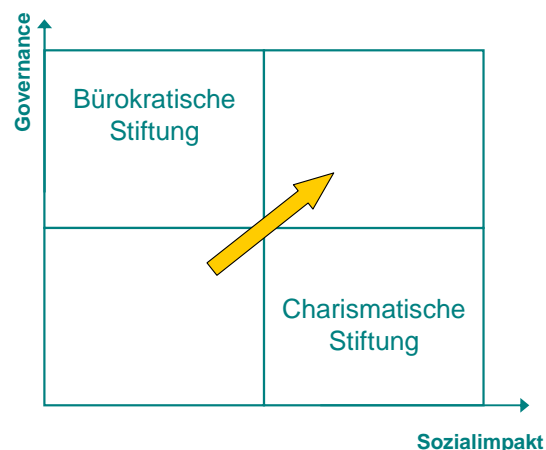 Governance
Bürokratische
Stiftung
Charismatische
Stiftung
Sozialimpakt